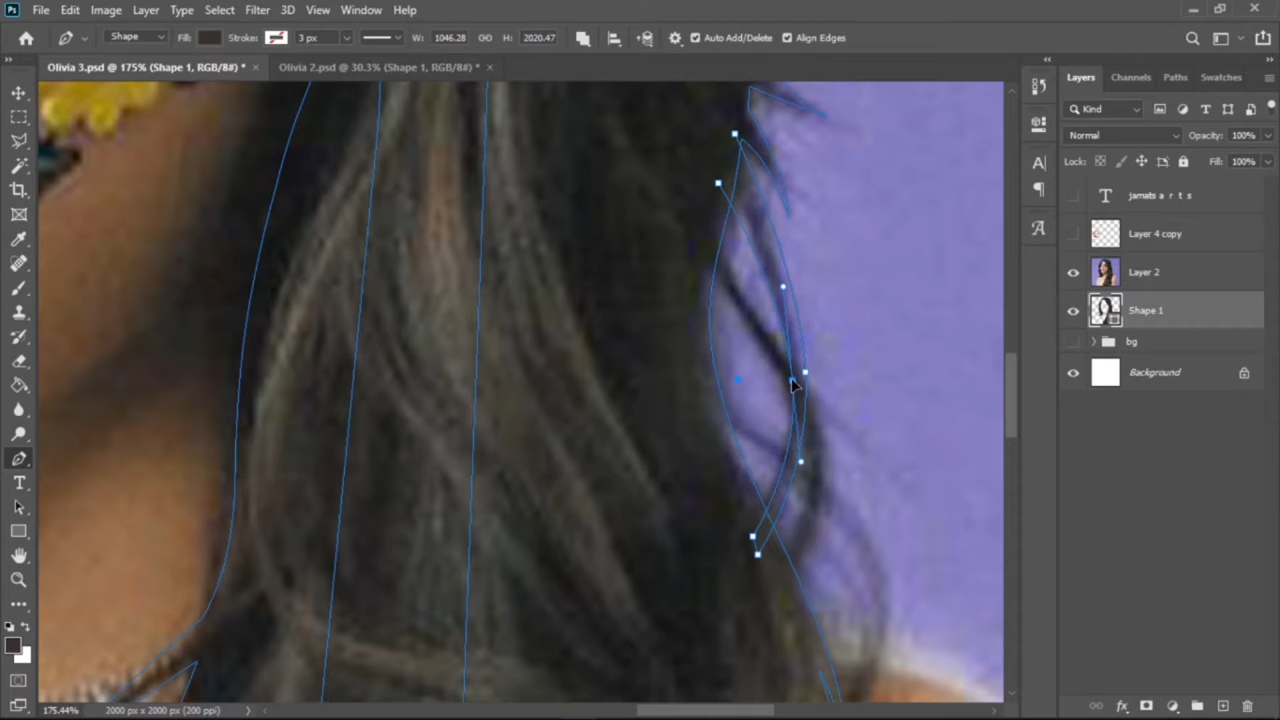 Ps File Edit Image Layer Type Select Filter 3D View Window Help
Shape Fill: Stroke: 3 px W: 1046.28 H: 2020.47 Auto Add/Delete Align Edges
Olivia 3.psd @ 175% (Shape 1, RGB/8#) * × Olivia 2.psd @ 30.3% (Shape 1, RGB/8#) * ×
Layers Channels Paths Swatches
Kind
Normal Opacity: 100%
Lock: Fill: 100%
jamats a r t s
Layer 4 copy
Layer 2
Shape 1
bg
Background
175.44% 2000 px x 2000 px (200 ppi)